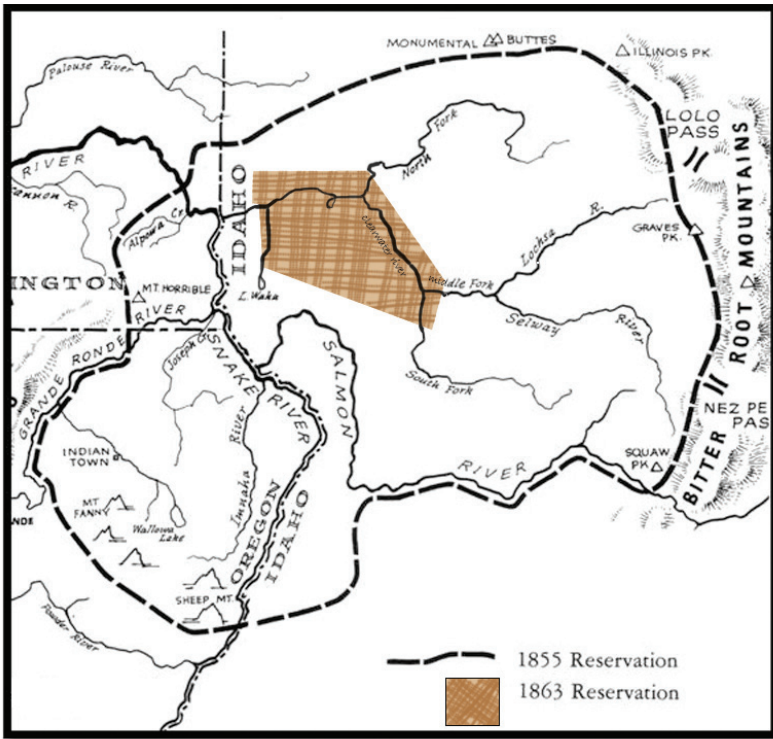 MONUMENTAL BUTTES
ILLINOIS PK.
Palouse River
North Fork
LOLO
PASS
RIVER
IDAHO
Alpowa Cr.
clearwater river
Lochsa R.
GRAVES
PK.
BITTER ROOT MOUNTAINS
INGTON
MT. HORRIBLE
L. Waha
Middle Fork
Selway River
GRANDE RONDE RIVER
Joseph Cr.
SNAKE RIVER
SALMON RIVER
South Fork
NEZ PE
PAS
INDIAN
TOWN
Imnaha River
SQUAW
PK.
MT
FANNY
NDE
Wallowa
Lake
OREGON
IDAHO
SHEEP MT.
Powder River
1855 Reservation
1863 Reservation